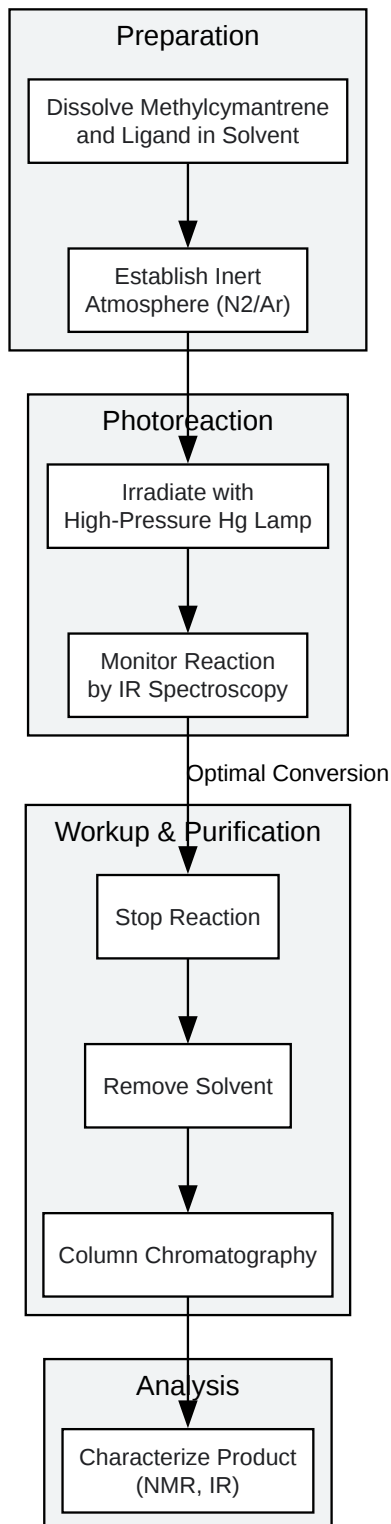 Preparation
Dissolve Methylcymantrene
and Ligand in Solvent
Establish Inert
Atmosphere (N2/Ar)
Photoreaction
Irradiate with
High-Pressure Hg Lamp
Monitor Reaction
by IR Spectroscopy
Optimal Conversion
Workup & Purification
Stop Reaction
Remove Solvent
Column Chromatography
Analysis
Characterize Product
(NMR, IR)